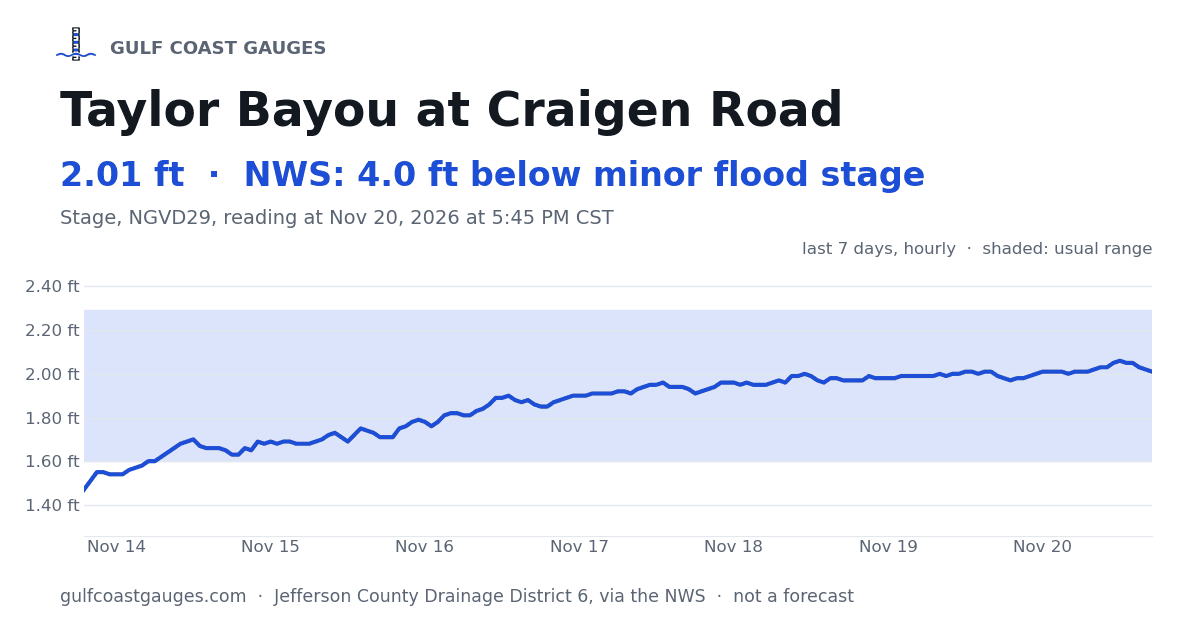 GULF COAST GAUGES
Taylor Bayou at Craigen Road
2.01 ft · NWS: 4.0 ft below minor flood stage
Stage, NGVD29, reading at Nov 20, 2026 at 5:45 PM CST
last 7 days, hourly · shaded: usual range
2.40 ft
2.20 ft
2.00 ft
1.80 ft
1.60 ft
1.40 ft
Nov 14 Nov 15 Nov 16 Nov 17 Nov 18 Nov 19 Nov 20
gulfcoastgauges.com · Jefferson County Drainage District 6, via the NWS · not a forecast